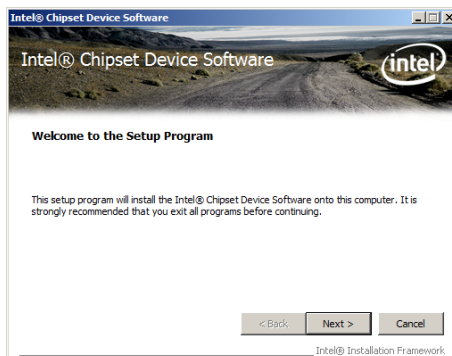 Intel® Chipset Device Software
Intel® Chipset Device Software
intel
Welcome to the Setup Program
This setup program will install the Intel® Chipset Device Software onto this computer. It is
strongly recommended that you exit all programs before continuing.
< Back Next > Cancel
Intel® Installation Framework